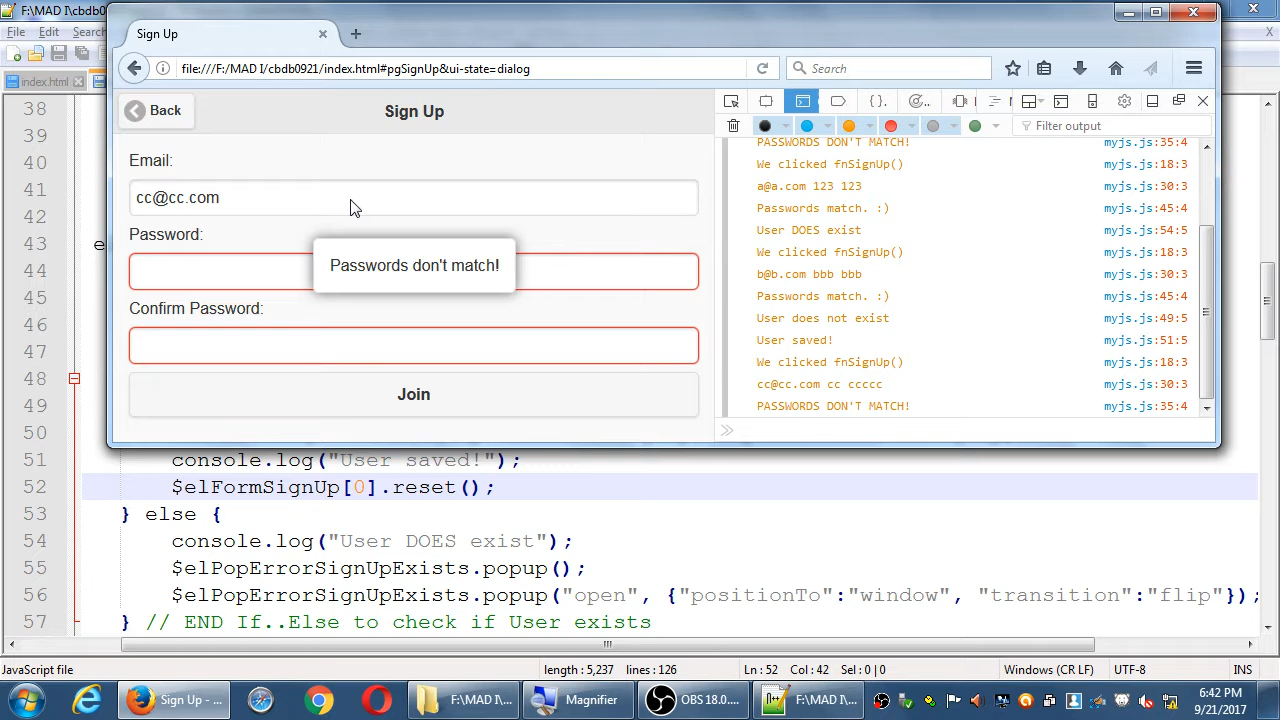 F:\MAD I\cbdb0
File Edit Search
index.html
Sign Up
file:///F:/MAD I/cbdb0921/index.html#pgSignUp&ui-state=dialog
Search
Back
Sign Up
Email:
cc@cc.com
Password:
Passwords don't match!
Confirm Password:
Join
Filter output
PASSWORDS DON'T MATCH! myjs.js:35:4
We clicked fnSignUp() myjs.js:18:3
a@a.com 123 123 myjs.js:30:3
Passwords match. :) myjs.js:45:4
User DOES exist myjs.js:54:5
We clicked fnSignUp() myjs.js:18:3
b@b.com bbb bbb myjs.js:30:3
Passwords match. :) myjs.js:45:4
User does not exist myjs.js:49:5
User saved! myjs.js:51:5
We clicked fnSignUp() myjs.js:18:3
cc@cc.com cc ccccc myjs.js:30:3
PASSWORDS DON'T MATCH! myjs.js:35:4
38
39
40
41
42
43 e
44
45
46
47
48
49
50
51 console.log("User saved!");
52 $elFormSignUp[0].reset();
53 } else {
54 console.log("User DOES exist");
55 $elPopErrorSignUpExists.popup();
56 $elPopErrorSignUpExists.popup("open", {"positionTo":"window", "transition":"flip"});
57 } // END If..Else to check if User exists
JavaScript file length : 5,237 lines : 126 Ln : 52 Col : 42 Sel : 0 | 0 Windows (CR LF) UTF-8 INS
Sign Up - ...
F:\MAD I\cbdb0...
Magnifier
OBS 18.0....
F:\MAD I\cb...
6:42 PM
9/21/2017